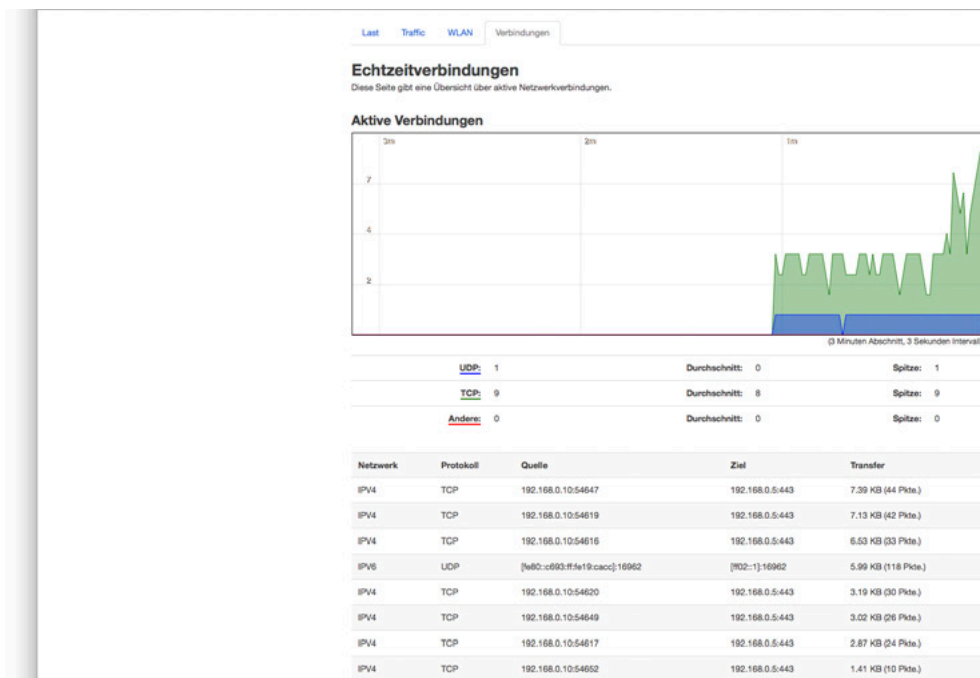 Last Traffic WLAN Verbindungen
Echtzeitverbindungen
Diese Seite gibt eine Übersicht über aktive Netzwerkverbindungen.
Aktive Verbindungen
3m 2m 1m
7
4
2
(3 Minuten Abschnitt, 3 Sekunden Intervall
UDP: 1 Durchschnitt: 0 Spitze: 1
TCP: 9 Durchschnitt: 8 Spitze: 9
Andere: 0 Durchschnitt: 0 Spitze: 0
Netzwerk Protokoll Quelle Ziel Transfer
IPV4 TCP 192.168.0.10:54647 192.168.0.5:443 7.39 KB (44 Pkte.)
IPV4 TCP 192.168.0.10:54619 192.168.0.5:443 7.13 KB (42 Pkte.)
IPV4 TCP 192.168.0.10:54616 192.168.0.5:443 6.53 KB (33 Pkte.)
IPV6 UDP [fe80::c693:ff:fe19:cacc]:16962 [ff02::1]:16962 5.99 KB (118 Pkte.)
IPV4 TCP 192.168.0.10:54620 192.168.0.5:443 3.19 KB (30 Pkte.)
IPV4 TCP 192.168.0.10:54649 192.168.0.5:443 3.02 KB (26 Pkte.)
IPV4 TCP 192.168.0.10:54617 192.168.0.5:443 2.87 KB (24 Pkte.)
IPV4 TCP 192.168.0.10:54652 192.168.0.5:443 1.41 KB (10 Pkte.)